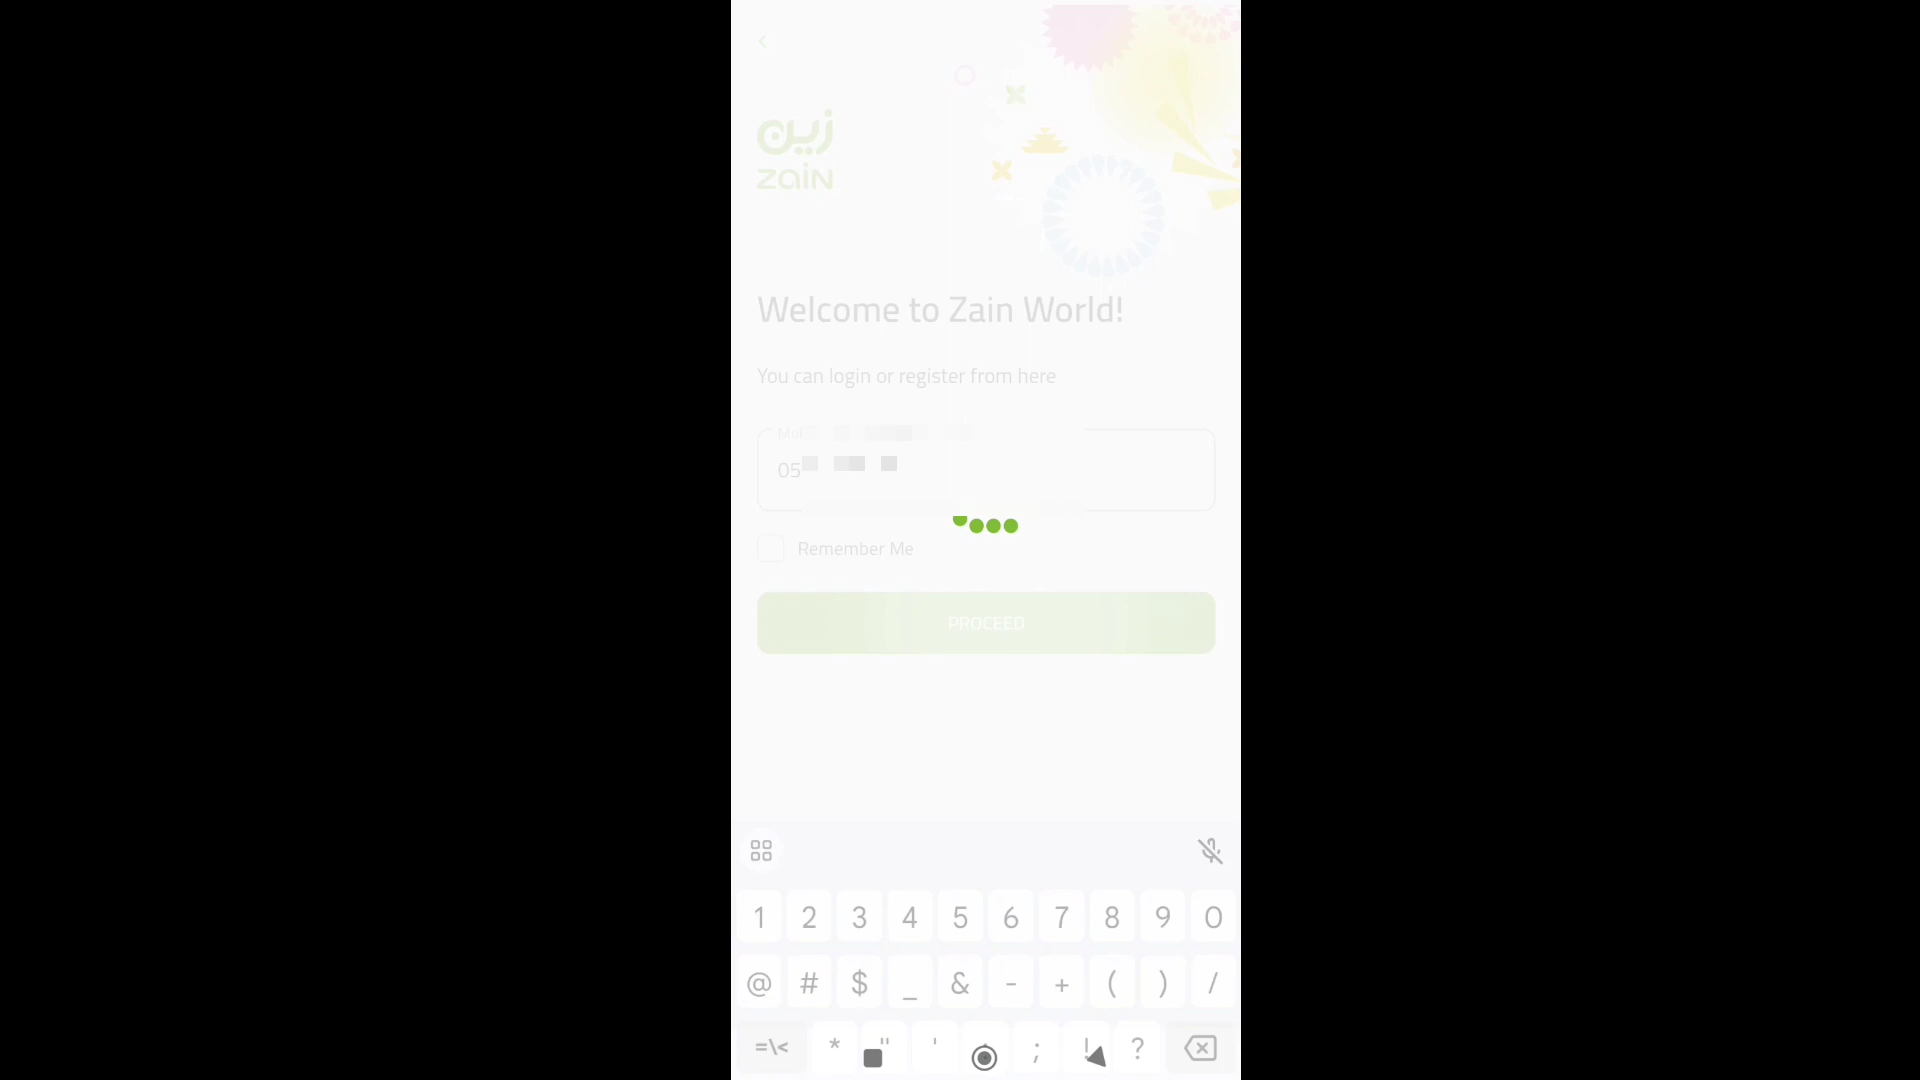 زين
zain
Welcome to Zain World!
You can login or register from here
05
Remember Me
PROCEED
1 2 3 4 5 6 7 8 9 0
@ # $ _ & - + ( ) /
=\< * " ' ; ! ?